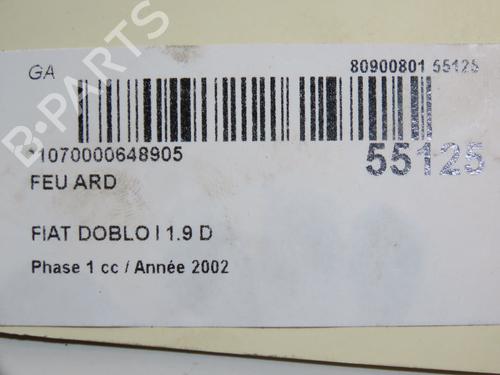 GA
80900801 55125
*1070000648905
55125
FEU ARD
FIAT DOBLO I 1.9 D
Phase 1 cc / Année 2002
B-PARTS